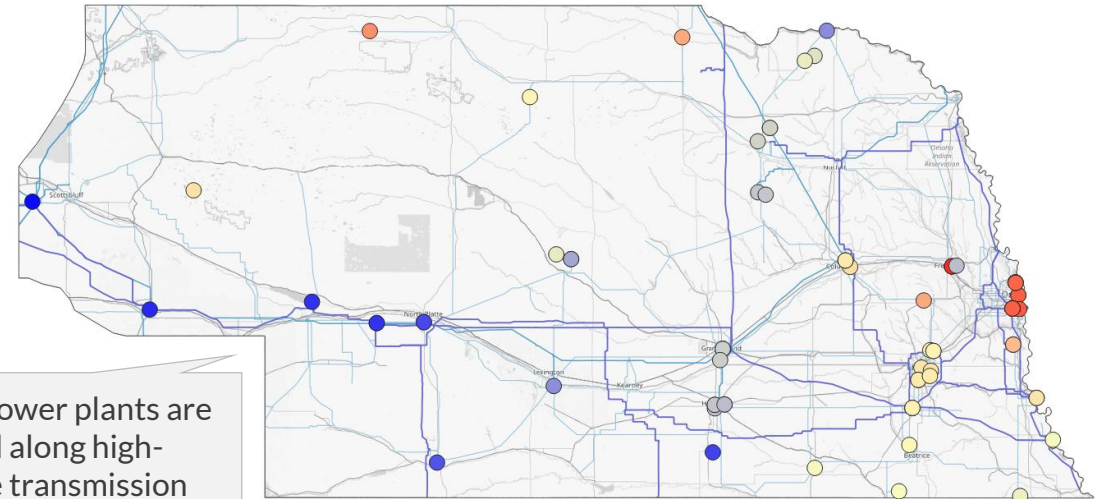 Omaha
Indian
Reservation
Norfolk
Scottsbluff
North Platte
Lexington
Kearney
Beatrice
ower plants are
l along high-
e transmission